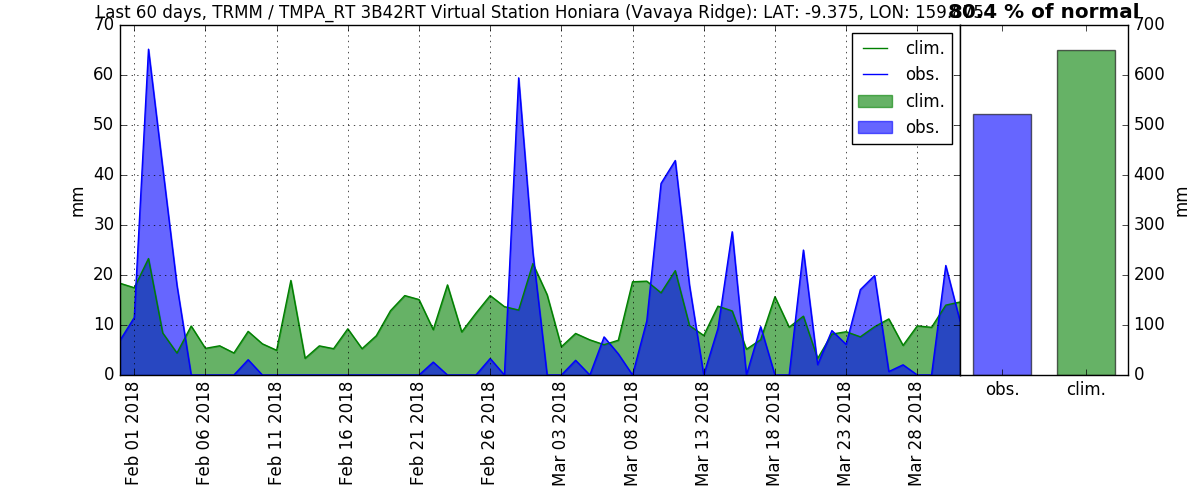 Last 60 days, TRMM / TMPA_RT 3B42RT Virtual Station Honiara (Vavaya Ridge): LAT: -9.375, LON: 159.875
80.4 % of normal
70
60
50
40
30
20
10
0
mm
clim.
obs.
clim.
obs.
700
600
500
400
300
200
100
0
mm
obs.
clim.
Feb 01 2018
Feb 06 2018
Feb 11 2018
Feb 16 2018
Feb 21 2018
Feb 26 2018
Mar 03 2018
Mar 08 2018
Mar 13 2018
Mar 18 2018
Mar 23 2018
Mar 28 2018